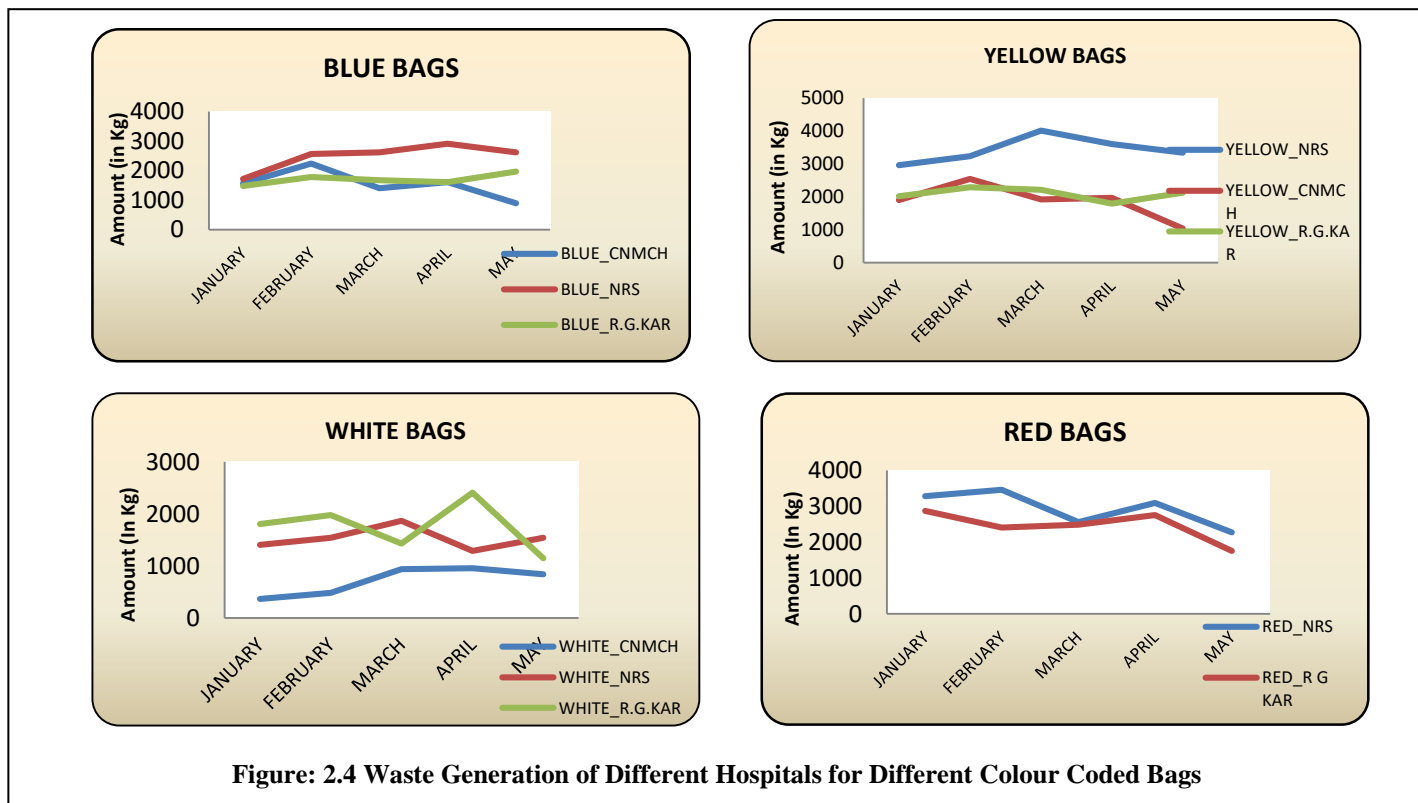 BLUE BAGS
Amount (in Kg)
4000
3000
2000
1000
0
JANUARY
FEBRUARY
MARCH
APRIL
MAY
BLUE_CNMCH
BLUE_NRS
BLUE_R.G.KAR
YELLOW BAGS
Amount (in Kg)
5000
4000
3000
2000
1000
0
JANUARY
FEBRUARY
MARCH
APRIL
MAY
YELLOW_NRS
YELLOW_CNMC
H
YELLOW_R.G.KA
R
WHITE BAGS
Amount (In Kg)
3000
2000
1000
0
JANUARY
FEBRUARY
MARCH
APRIL
MAY
WHITE_CNMCH
WHITE_NRS
WHITE_R.G.KAR
RED BAGS
Amount (In Kg)
4000
3000
2000
1000
0
JANUARY
FEBRUARY
MARCH
APRIL
MAY
RED_NRS
RED_R G
KAR
Figure: 2.4 Waste Generation of Different Hospitals for Different Colour Coded Bags